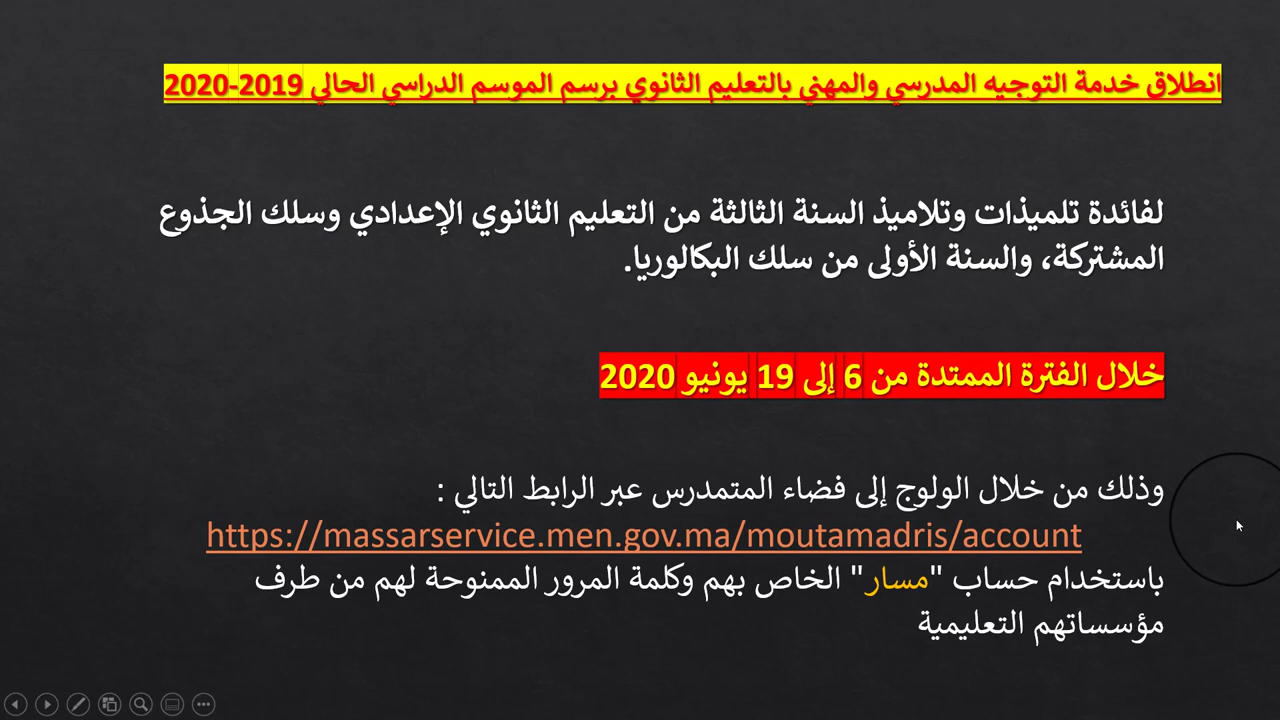 انطلاق خدمة التوجيه المدرسي والمهني بالتعليم الثانوي برسم الموسم الدراسي الحالي 2019-2020
لفائدة تلميذات وتلاميذ السنة الثالثة من التعليم الثانوي الإعدادي وسلك الجذوع
المشتركة، والسنة الأولى من سلك البكالوريا.
خلال الفترة الممتدة من 6 إلى 19 يونيو 2020
وذلك من خلال الولوج إلى فضاء المتمدرس عبر الرابط التالي :
https://massarservice.men.gov.ma/moutamadris/account
باستخدام حساب "مسار" الخاص بهم وكلمة المرور الممنوحة لهم من طرف
مؤسساتهم التعليمية